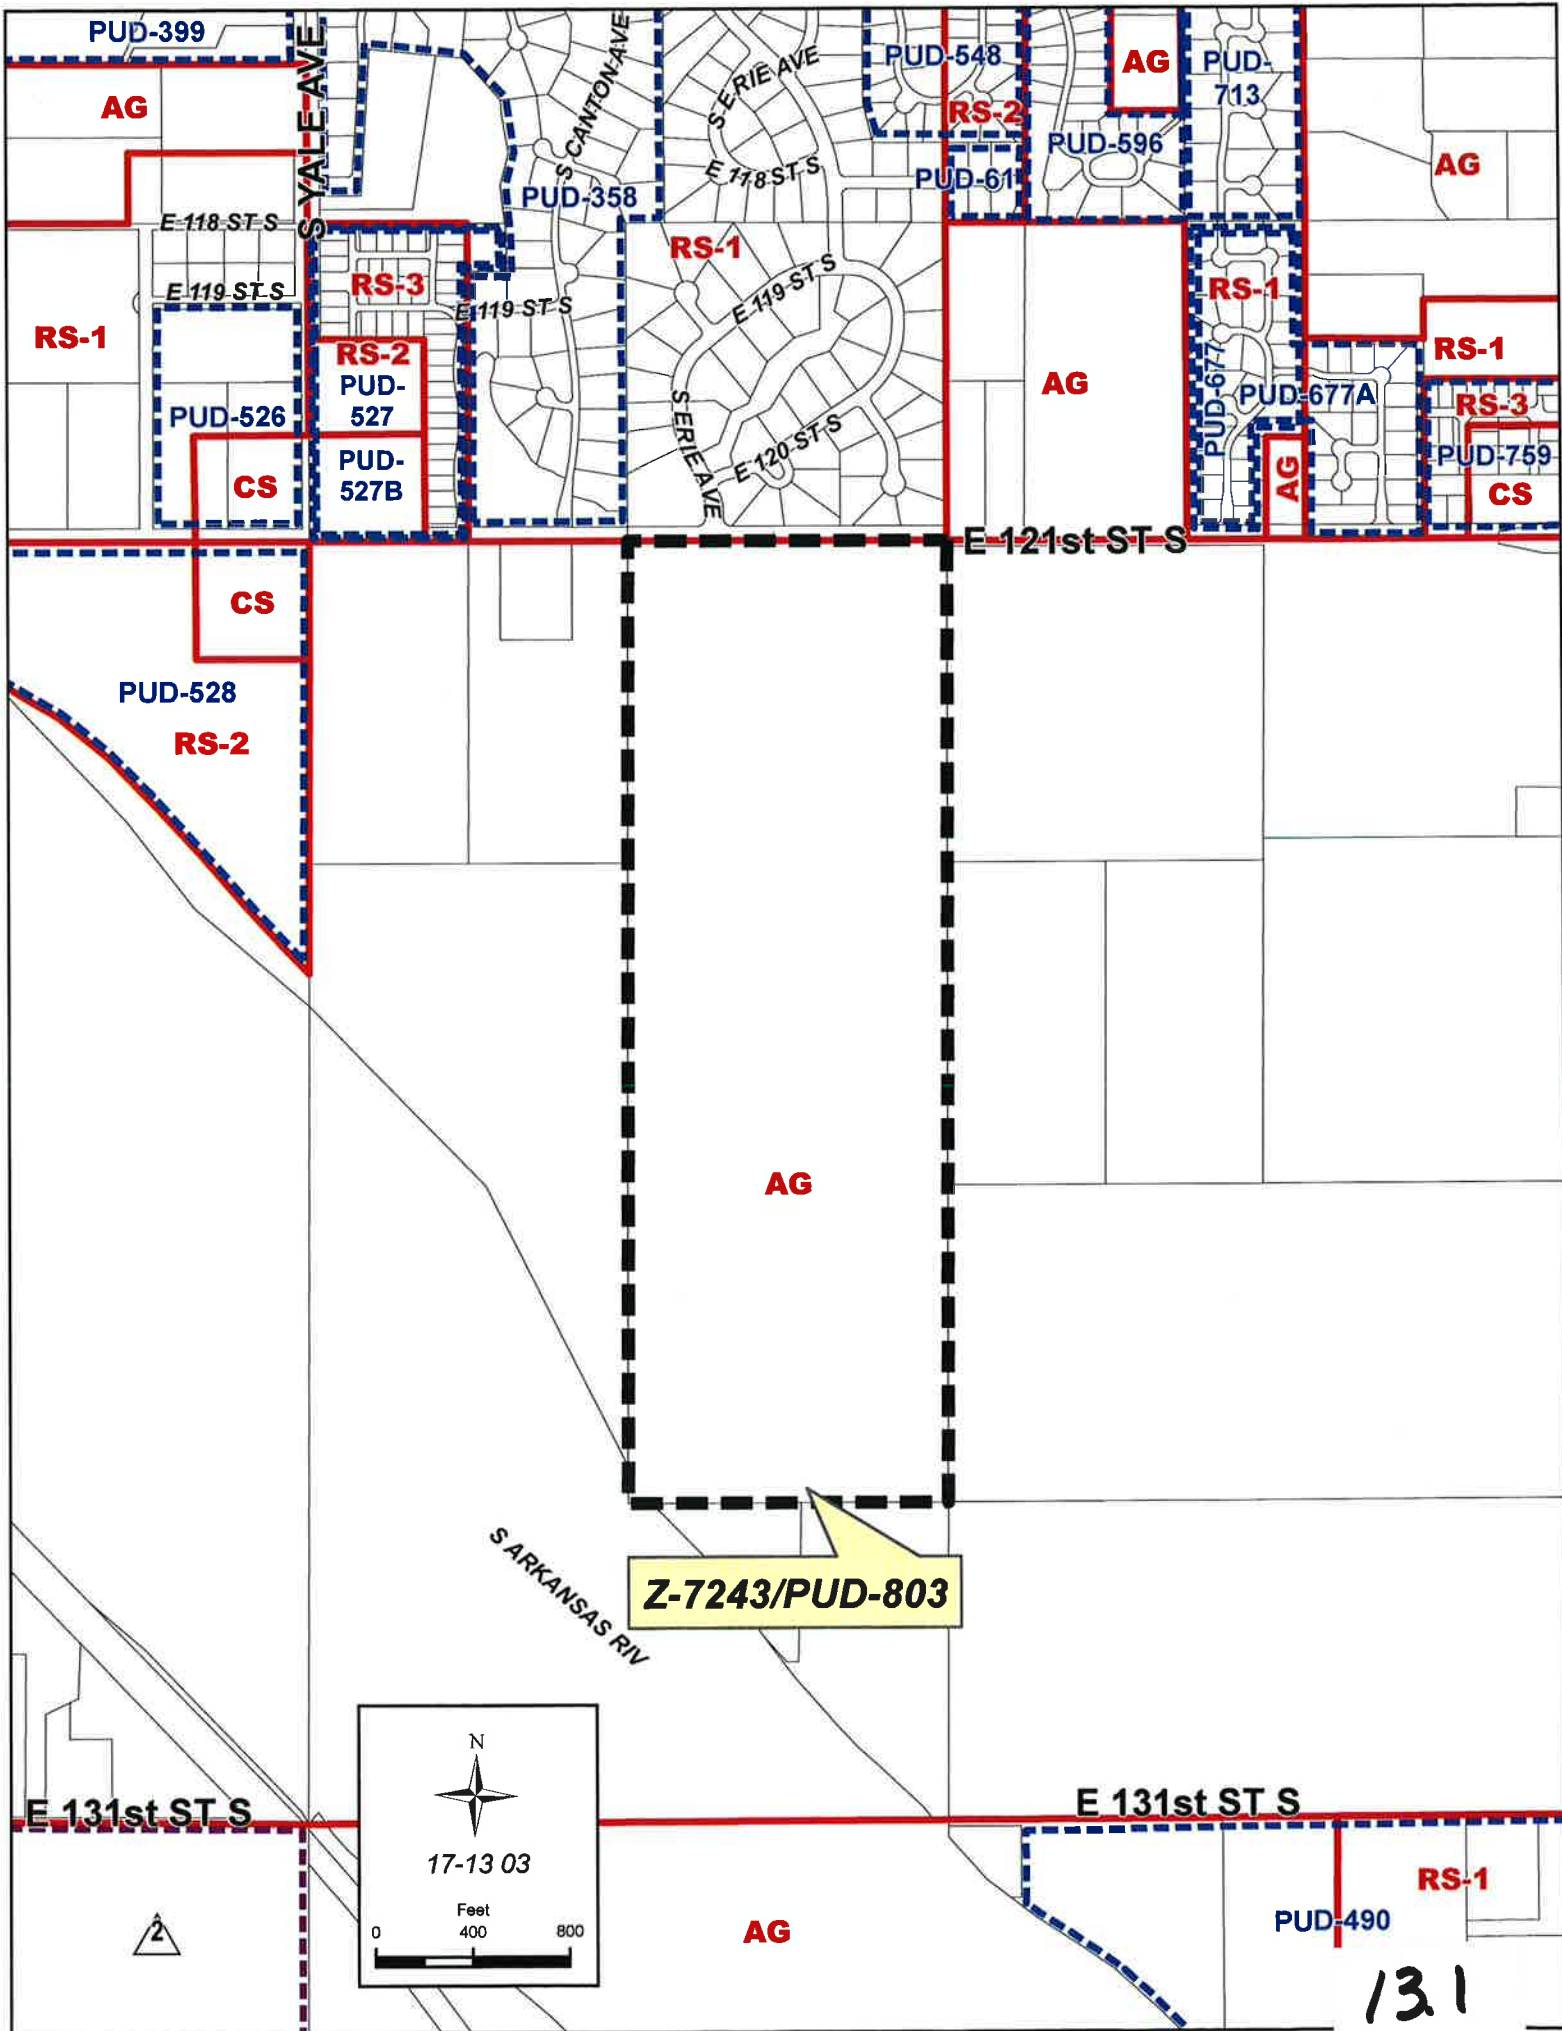 PUD-399
AG
S YALE AVE
S CANTON AVE
S ERIE AVE
PUD-548
RS-2
AG
PUD-
713
PUD-596
AG
E 118 ST S
PUD-61
PUD-358
E 118 ST S
E 119 ST S
RS-1
RS-3
E 119 ST S
RS-1
E 119 ST S
RS-1
RS-1
RS-2
PUD-
527
AG
PUD-677
PUD-677A
RS-3
PUD-526
S ERIE AVE
E 120 ST S
PUD-759
CS
PUD-
527B
AG
CS
E 121st ST S
CS
PUD-528
RS-2
AG
S ARKANSAS RIV
Z-7243/PUD-803
N
17-13 03
Feet
0 400 800
E 131st ST S
E 131st ST S
2
AG
RS-1
PUD-490
13.1